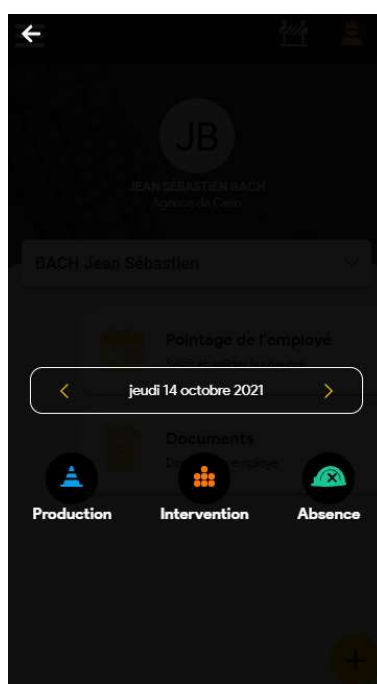 JB
JEAN SÉBASTIEN BACH
Agence de Caen
BACH Jean Sébastien
Pointage de l'employé
jeudi 14 octobre 2021
Documents
Production Intervention Absence